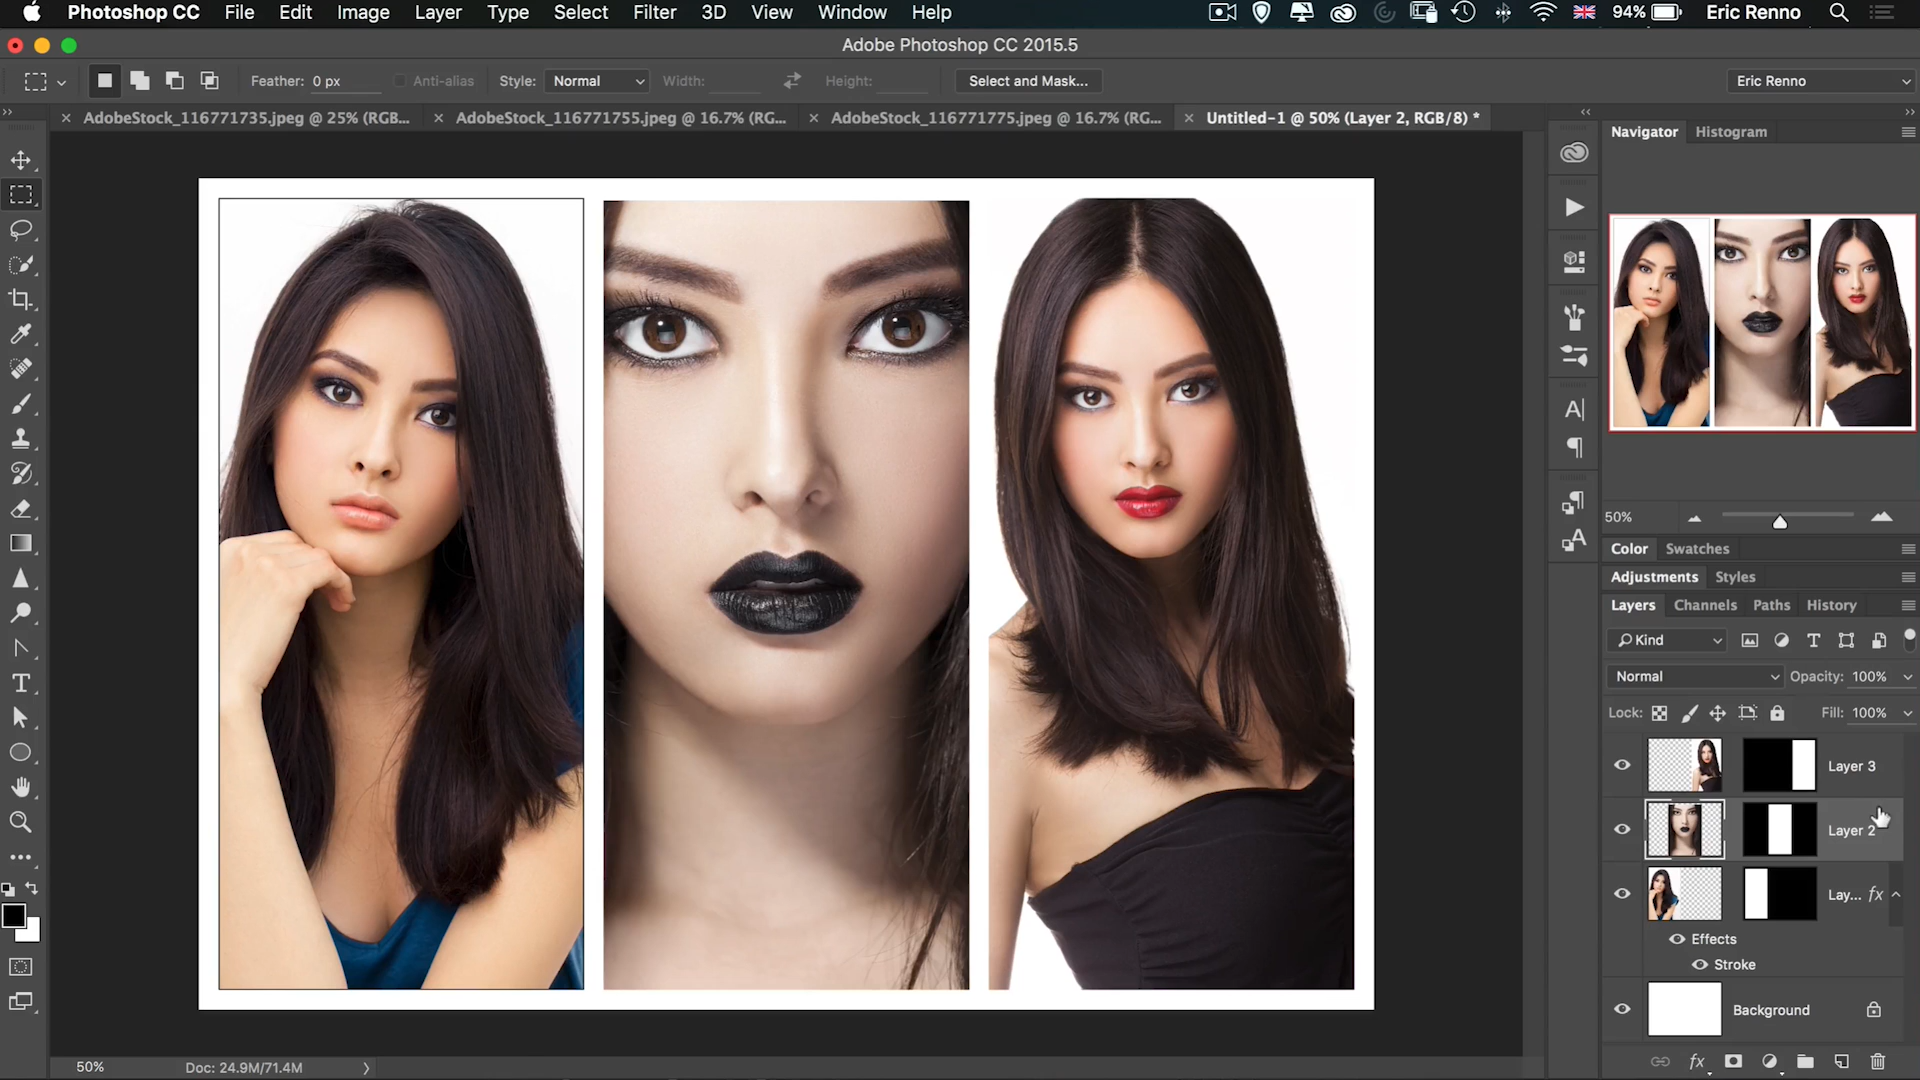 Photoshop CC File Edit Image Layer Type Select Filter 3D View Window Help 94% Eric Renno
Adobe Photoshop CC 2015.5
Feather: 0 px Anti-alias Style: Normal Width: Height: Select and Mask... Eric Renno
AdobeStock_116771735.jpeg @ 25% (RGB... AdobeStock_116771755.jpeg @ 16.7% (RG... AdobeStock_116771775.jpeg @ 16.7% (RG... Untitled-1 @ 50% (Layer 2, RGB/8) *
Navigator Histogram
50%
Color Swatches
Adjustments Styles
Layers Channels Paths History
Kind
Normal Opacity: 100%
Lock: Fill: 100%
Layer 3
Layer 2
Lay... fx
Effects
Stroke
Background
fx
50% Doc: 24.9M/71.4M